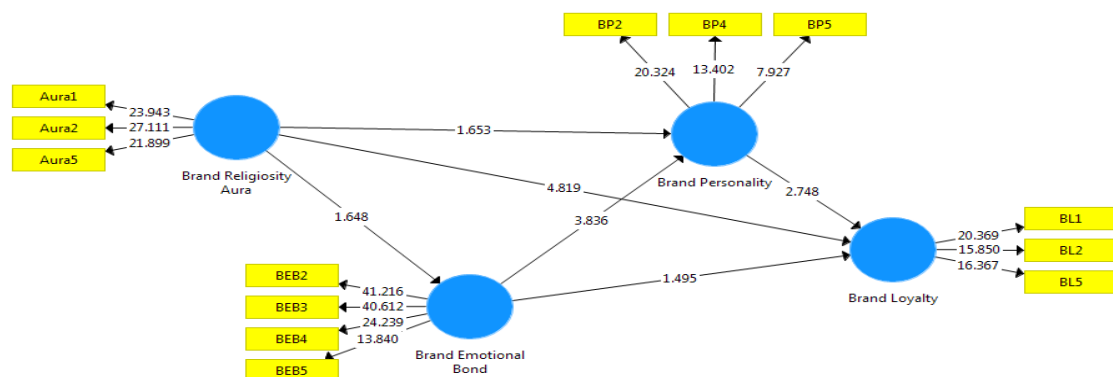 BP2
BP4
BP5
20.324
13.402
7.927
Aura1
Aura2
Aura5
23.943
27.111
21.899
Brand Religiosity
Aura
1.653
Brand Personality
4.819
2.748
1.648
3.836
BL1
BL2
BL5
20.369
15.850
16.367
Brand Loyalty
BEB2
BEB3
BEB4
BEB5
41.216
40.612
24.239
13.840
1.495
Brand Emotional
Bond